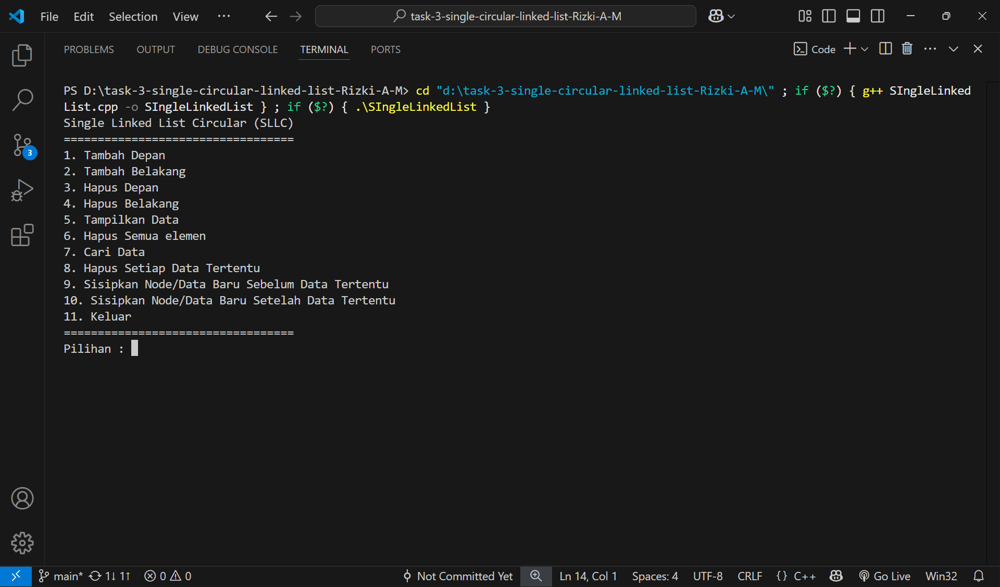 File Edit Selection View ...
task-3-single-circular-linked-list-Rizki-A-M
PROBLEMS OUTPUT DEBUG CONSOLE TERMINAL PORTS
Code
PS D:\task-3-single-circular-linked-list-Rizki-A-M> cd "d:\task-3-single-circular-linked-list-Rizki-A-M\" ; if ($?) { g++ SIngleLinked
List.cpp -o SIngleLinkedList } ; if ($?) { .\SIngleLinkedList }
Single Linked List Circular (SLLC)
==================================
1. Tambah Depan
2. Tambah Belakang
3. Hapus Depan
4. Hapus Belakang
5. Tampilkan Data
6. Hapus Semua elemen
7. Cari Data
8. Hapus Setiap Data Tertentu
9. Sisipkan Node/Data Baru Sebelum Data Tertentu
10. Sisipkan Node/Data Baru Setelah Data Tertentu
11. Keluar
==================================
Pilihan :
3
main* 1↓ 1↑ 0 0 Not Committed Yet Ln 14, Col 1 Spaces: 4 UTF-8 CRLF {} C++ Go Live Win32